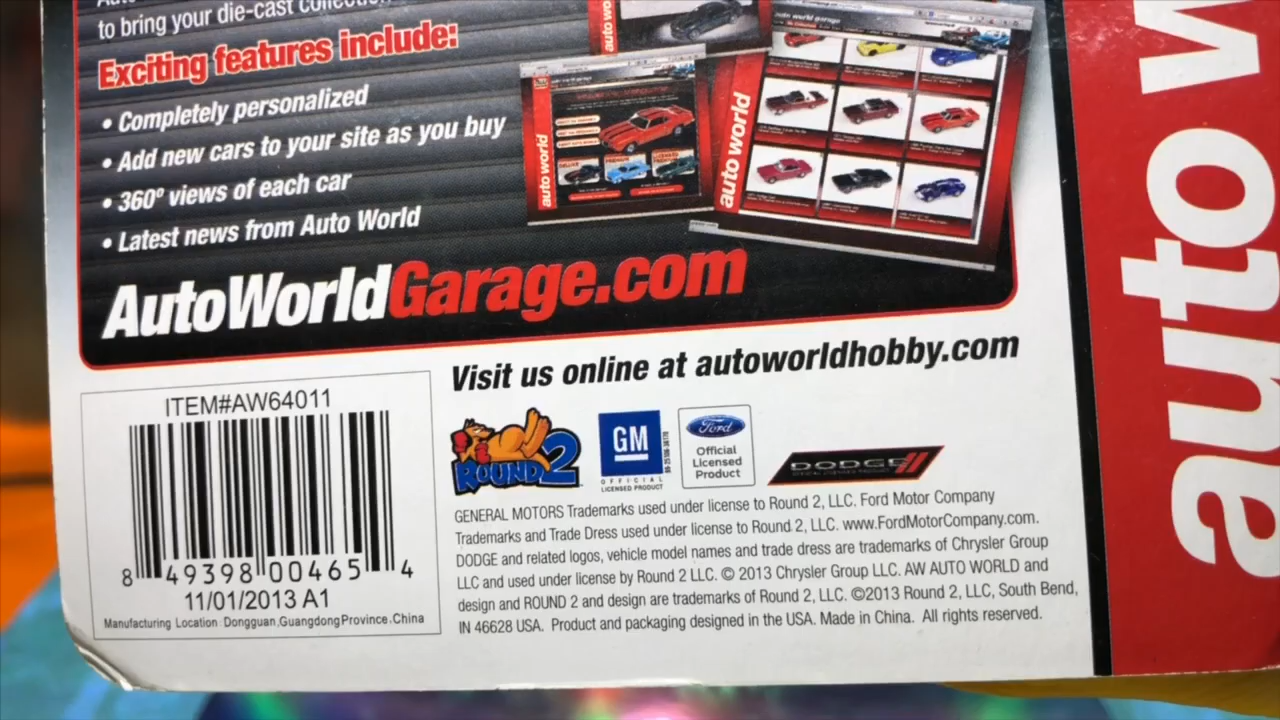 to bring your die-cast
Exciting features include:
• Completely personalized
• Add new cars to your site as you buy
• 360º views of each car
• Latest news from Auto World
auto world
auto world
auto world garage
AutoWorldGarage.com
Visit us online at autoworldhobby.com
ITEM#AW64011
8 49398 00465 4
11/01/2013 A1
Manufacturing Location: Dongguan,Guangdong Province,China
ROUND 2
GM
OFFICIAL
LICENSED PRODUCT
Ford
Official
Licensed
Product
DODGE
GENERAL MOTORS Trademarks used under license to Round 2, LLC. Ford Motor Company
Trademarks and Trade Dress used under license to Round 2, LLC. www.FordMotorCompany.com.
DODGE and related logos, vehicle model names and trade dress are trademarks of Chrysler Group
LLC and used under license by Round 2 LLC. © 2013 Chrysler Group LLC. AW AUTO WORLD and
design and ROUND 2 and design are trademarks of Round 2, LLC. ©2013 Round 2, LLC, South Bend,
IN 46628 USA. Product and packaging designed in the USA. Made in China. All rights reserved.
auto w